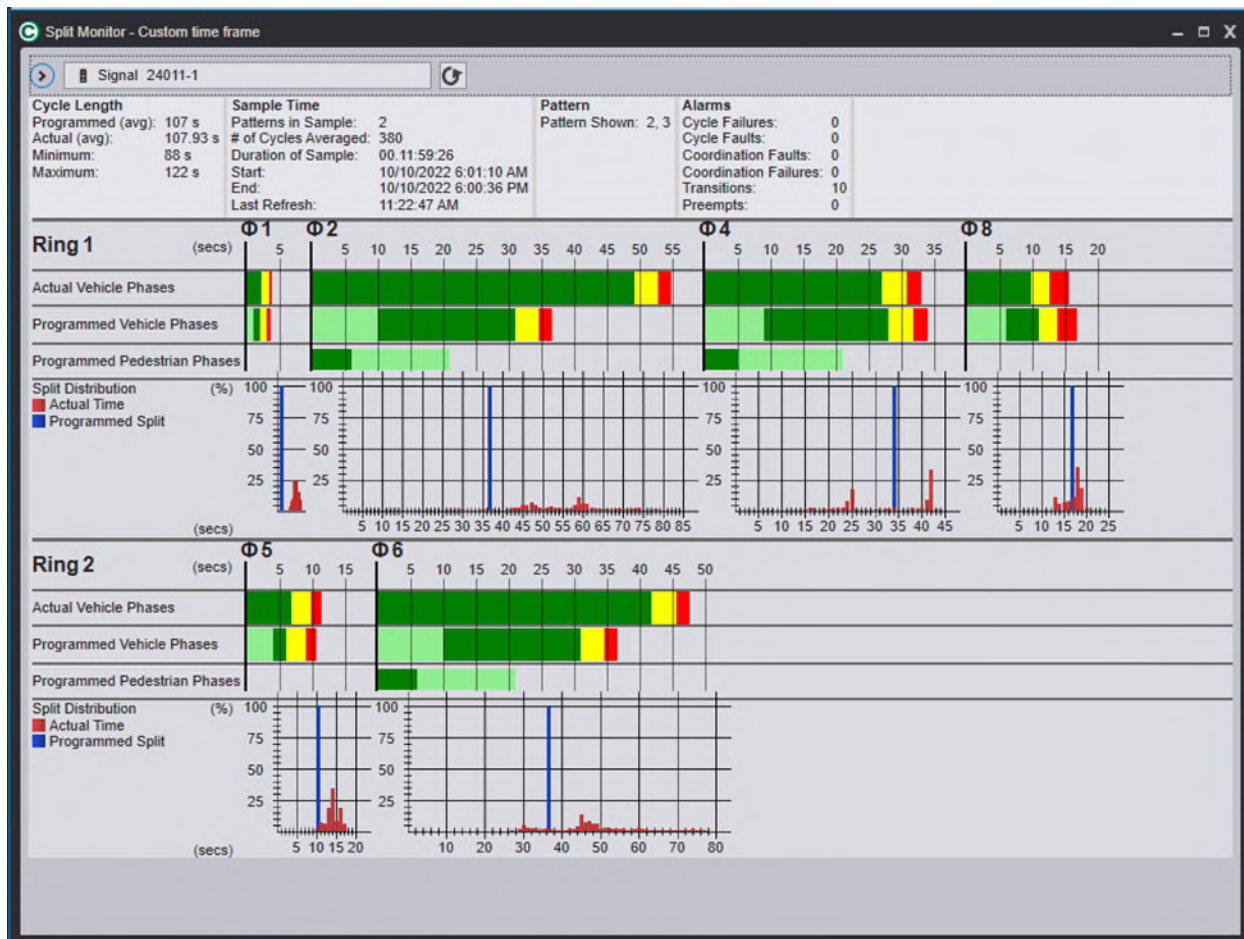 Split Monitor - Custom time frame
Signal 24011-1
Cycle Length
Programmed (avg): 107 s
Actual (avg): 107.93 s
Minimum: 88 s
Maximum: 122 s
Sample Time
Patterns in Sample: 2
# of Cycles Averaged: 380
Duration of Sample: 00.11:59:26
Start: 10/10/2022 6:01:10 AM
End: 10/10/2022 6:00:36 PM
Last Refresh: 11:22:47 AM
Pattern
Pattern Shown: 2, 3
Alarms
Cycle Failures: 0
Cycle Faults: 0
Coordination Faults: 0
Coordination Failures: 0
Transitions: 10
Preempts: 0
Φ1 Φ2 Φ4 Φ8
Ring 1 (secs) 5 5 10 15 20 25 30 35 40 45 50 55 5 10 15 20 25 30 35 5 10 15 20
Actual Vehicle Phases
Programmed Vehicle Phases
Programmed Pedestrian Phases
Split Distribution (%) 100 100 100 100
Actual Time
75 75 75 75
Programmed Split
50 50 50 50
25 25 25 25
5 10 15 20 25 30 35 40 45 50 55 60 65 70 75 80 85 5 10 15 20 25 30 35 40 45 5 10 15 20 25
(secs)
Φ5 Φ6
Ring 2 (secs) 5 10 15 5 10 15 20 25 30 35 40 45 50
Actual Vehicle Phases
Programmed Vehicle Phases
Programmed Pedestrian Phases
Split Distribution (%) 100 100
Actual Time
75 75
Programmed Split
50 50
25 25
5 10 15 20 10 20 30 40 50 60 70 80
(secs)